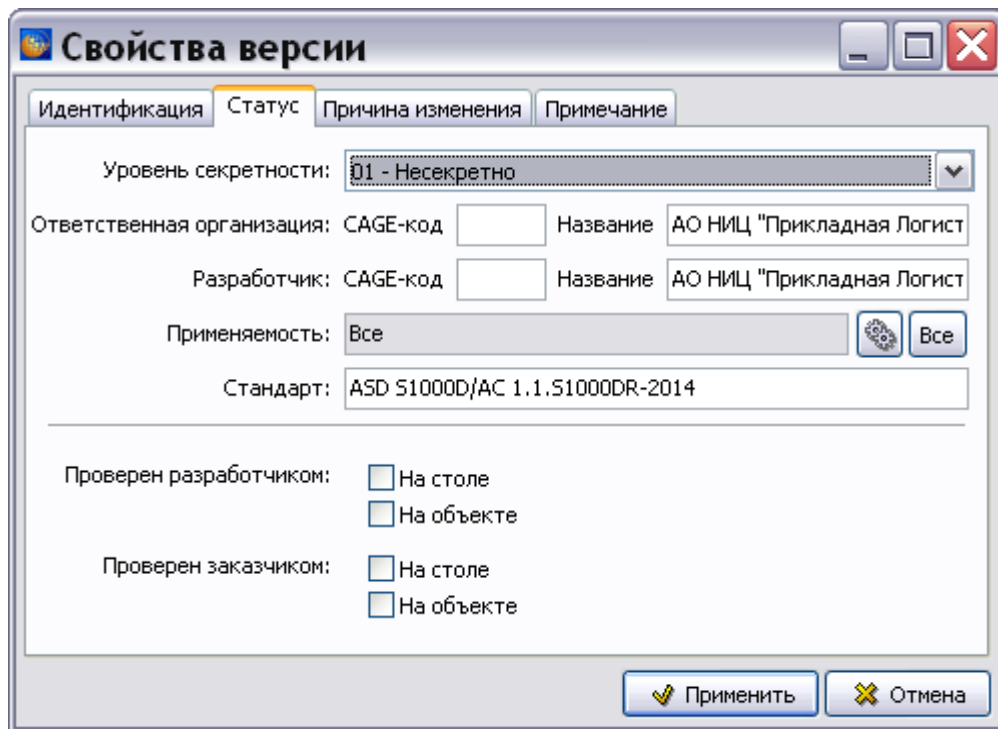 Свойства версии
Идентификация Статус Причина изменения Примечание
Уровень секретности: 01 - Несекретно
Ответственная организация: CAGE-код Название АО НИЦ "Прикладная Логист
Разработчик: CAGE-код Название АО НИЦ "Прикладная Логист
Применяемость: Все Все
Стандарт: ASD S1000D/АС 1.1.S1000DR-2014
Проверен разработчиком: На столе
На объекте
Проверен заказчиком: На столе
На объекте
Применить Отмена